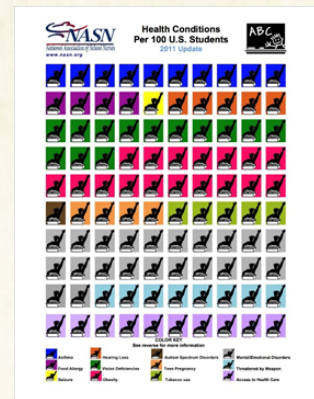 NASN
National Association of School Nurses
www.nasn.org
Health Conditions
Per 100 U.S. Students
2011 Update
ABC
COLOR KEY
See reverse for more information
Asthma
Hearing Loss
Autism Spectrum Disorders
Mental/Emotional Disorders
Food Allergy
Vision Deficiencies
Teen Pregnancy
Threatened by Weapon
Seizure
Obesity
Tobacco use
Access to Health Care